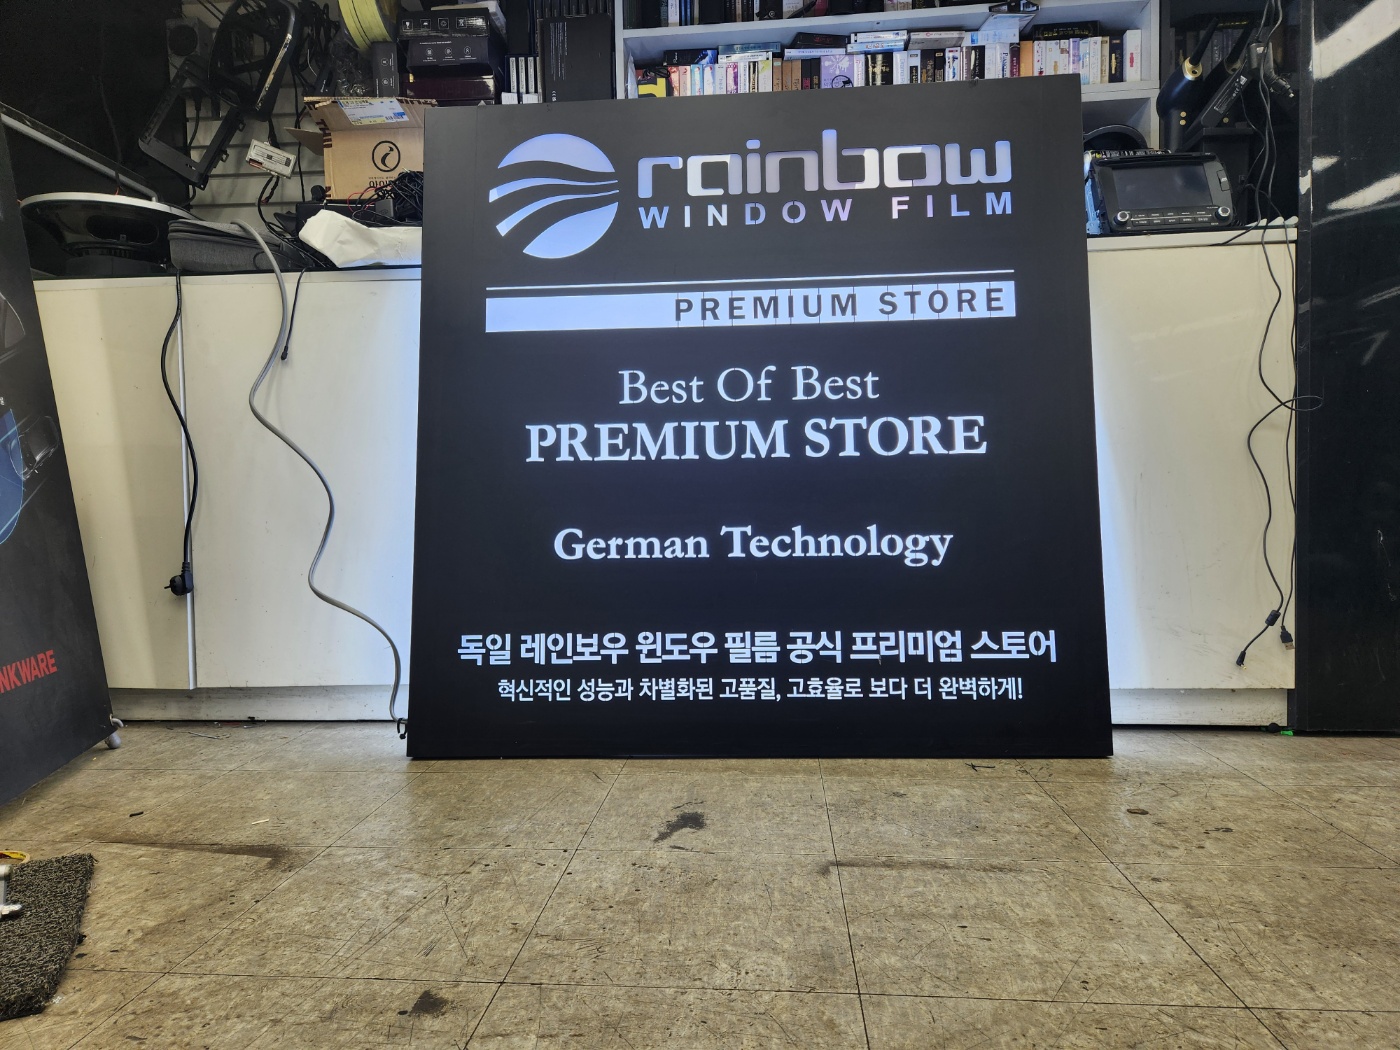 rainbow
WINDOW FILM
PREMIUM STORE
Best Of Best
PREMIUM STORE
German Technology
독일 레인보우 윈도우 필름 공식 프리미엄 스토어
혁신적인 성능과 차별화된 고품질, 고효율로 보다 더 완벽하게!
NKWARE